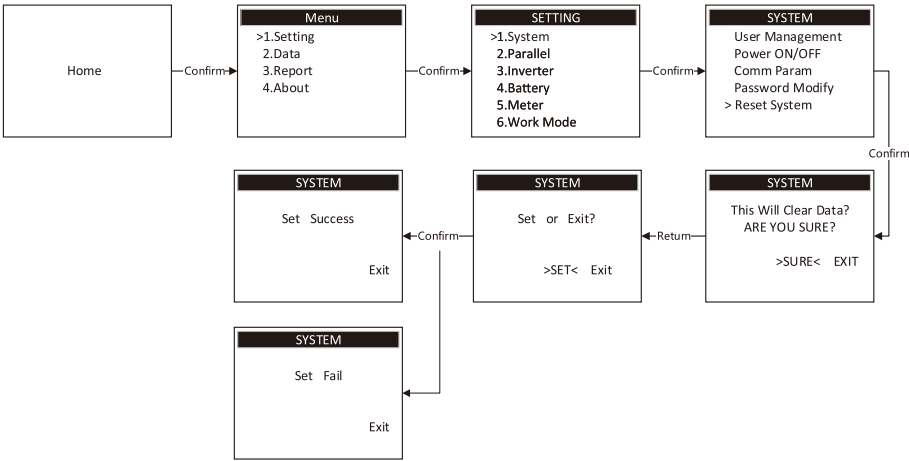 Home
Confirm
Menu
>1.Setting
2.Data
3.Report
4.About
Confirm
SETTING
>1.System
2.Parallel
3.Inverter
4.Battery
5.Meter
6.Work Mode
Confirm
SYSTEM
User Management
Power ON/OFF
Comm Param
Password Modify
> Reset System
Confirm
SYSTEM
This Will Clear Data?
ARE YOU SURE?
>SURE< EXIT
Return
SYSTEM
Set or Exit?
>SET< Exit
Confirm
SYSTEM
Set Success
Exit
SYSTEM
Set Fail
Exit